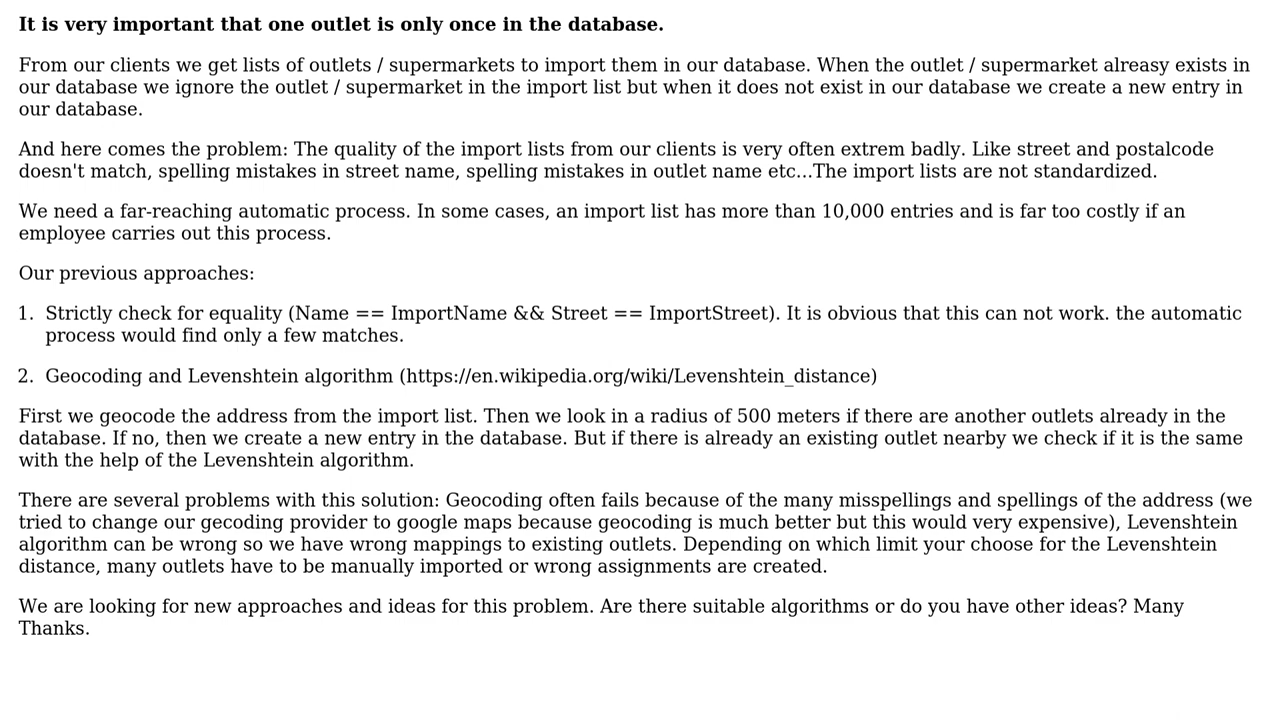 It is very important that one outlet is only once in the database.
From our clients we get lists of outlets / supermarkets to import them in our database. When the outlet / supermarket alreasy exists in
our database we ignore the outlet / supermarket in the import list but when it does not exist in our database we create a new entry in
our database.
And here comes the problem: The quality of the import lists from our clients is very often extrem badly. Like street and postalcode
doesn't match, spelling mistakes in street name, spelling mistakes in outlet name etc...The import lists are not standardized.
We need a far-reaching automatic process. In some cases, an import list has more than 10,000 entries and is far too costly if an
employee carries out this process.
Our previous approaches:
1. Strictly check for equality (Name == ImportName && Street == ImportStreet). It is obvious that this can not work. the automatic
process would find only a few matches.
2. Geocoding and Levenshtein algorithm (https://en.wikipedia.org/wiki/Levenshtein_distance)
First we geocode the address from the import list. Then we look in a radius of 500 meters if there are another outlets already in the
database. If no, then we create a new entry in the database. But if there is already an existing outlet nearby we check if it is the same
with the help of the Levenshtein algorithm.
There are several problems with this solution: Geocoding often fails because of the many misspellings and spellings of the address (we
tried to change our gecoding provider to google maps because geocoding is much better but this would very expensive), Levenshtein
algorithm can be wrong so we have wrong mappings to existing outlets. Depending on which limit your choose for the Levenshtein
distance, many outlets have to be manually imported or wrong assignments are created.
We are looking for new approaches and ideas for this problem. Are there suitable algorithms or do you have other ideas? Many
Thanks.